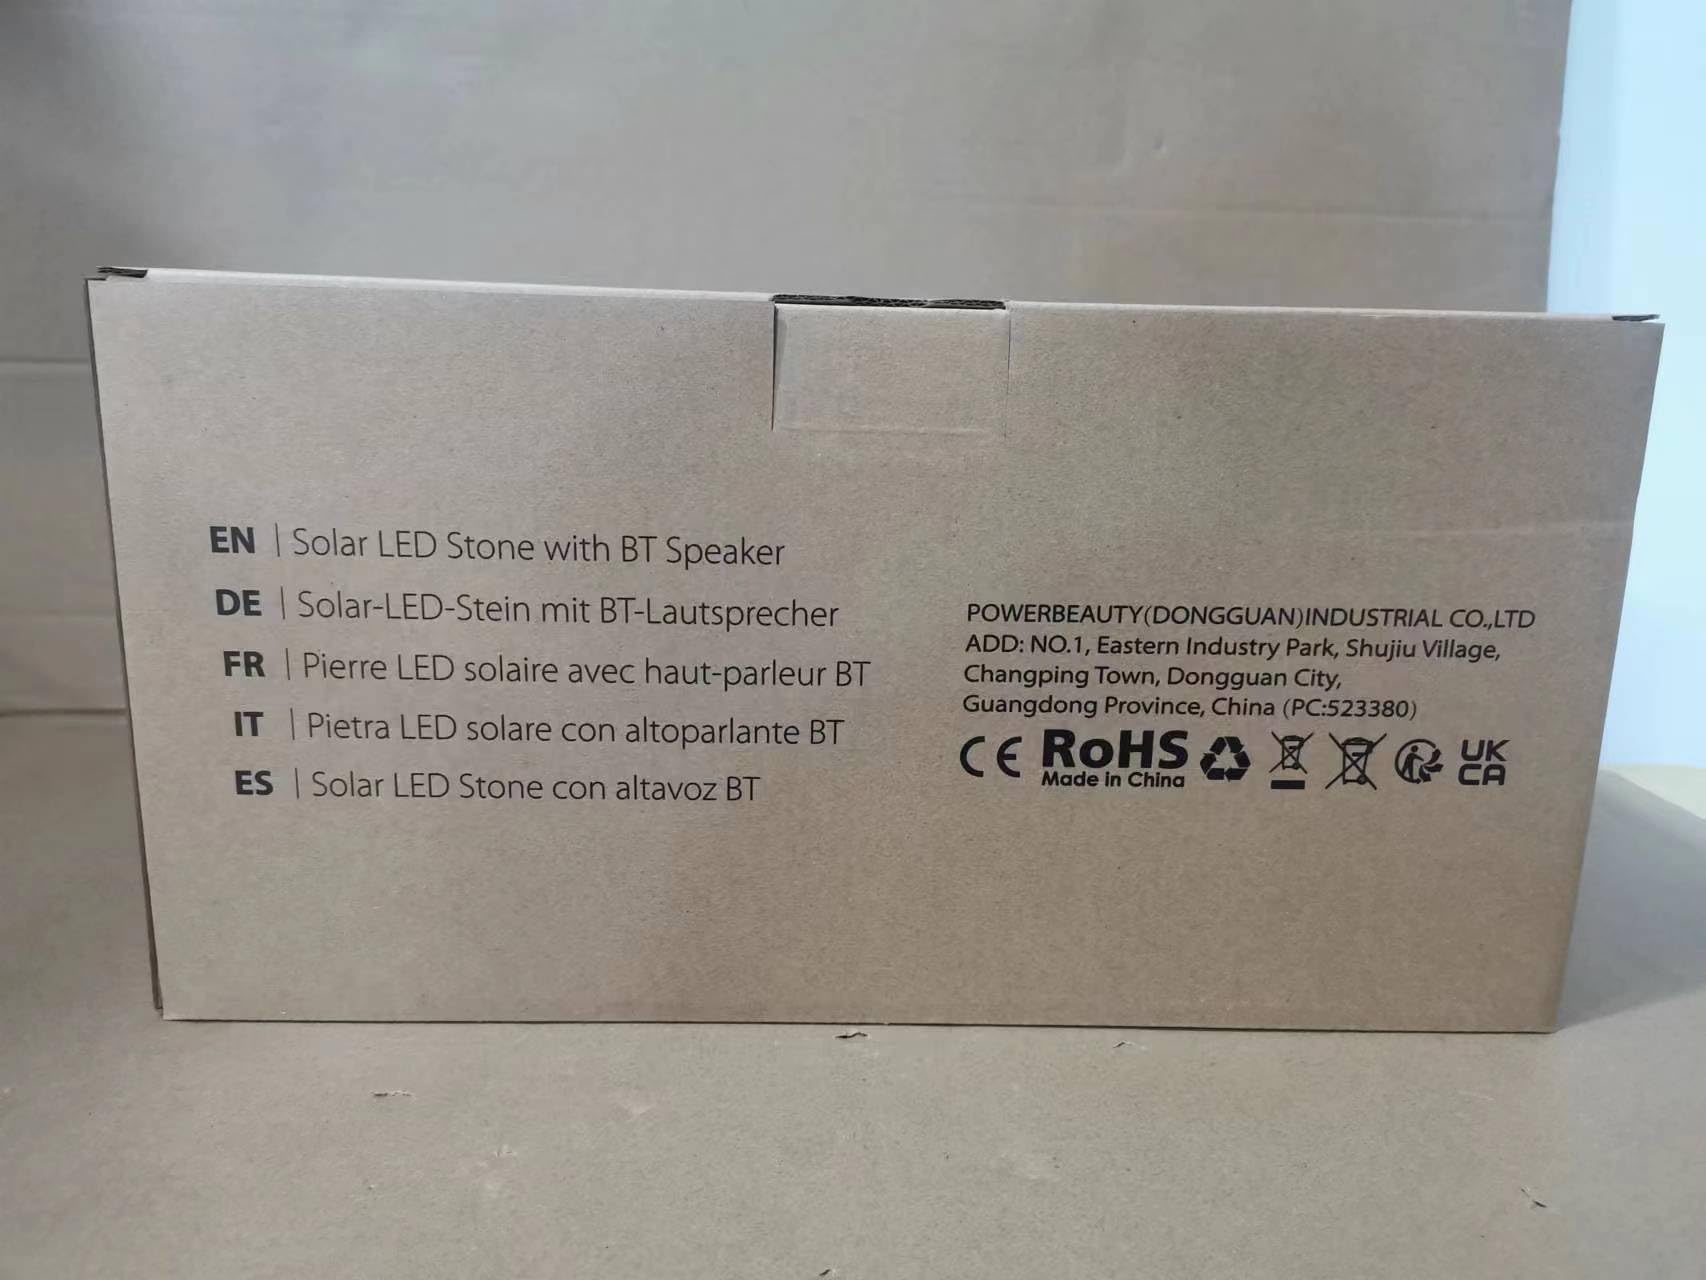 EN | Solar LED Stone with BT Speaker
DE | Solar-LED-Stein mit BT-Lautsprecher
FR | Pierre LED solaire avec haut-parleur BT
IT | Pietra LED solare con altoparlante BT
ES | Solar LED Stone con altavoz BT
POWERBEAUTY(DONGGUAN)INDUSTRIAL CO.,LTD
ADD: NO.1, Eastern Industry Park, Shujiu Village,
Changping Town, Dongguan City,
Guangdong Province, China (PC:523380)
CE RoHS UK
Made in China CA